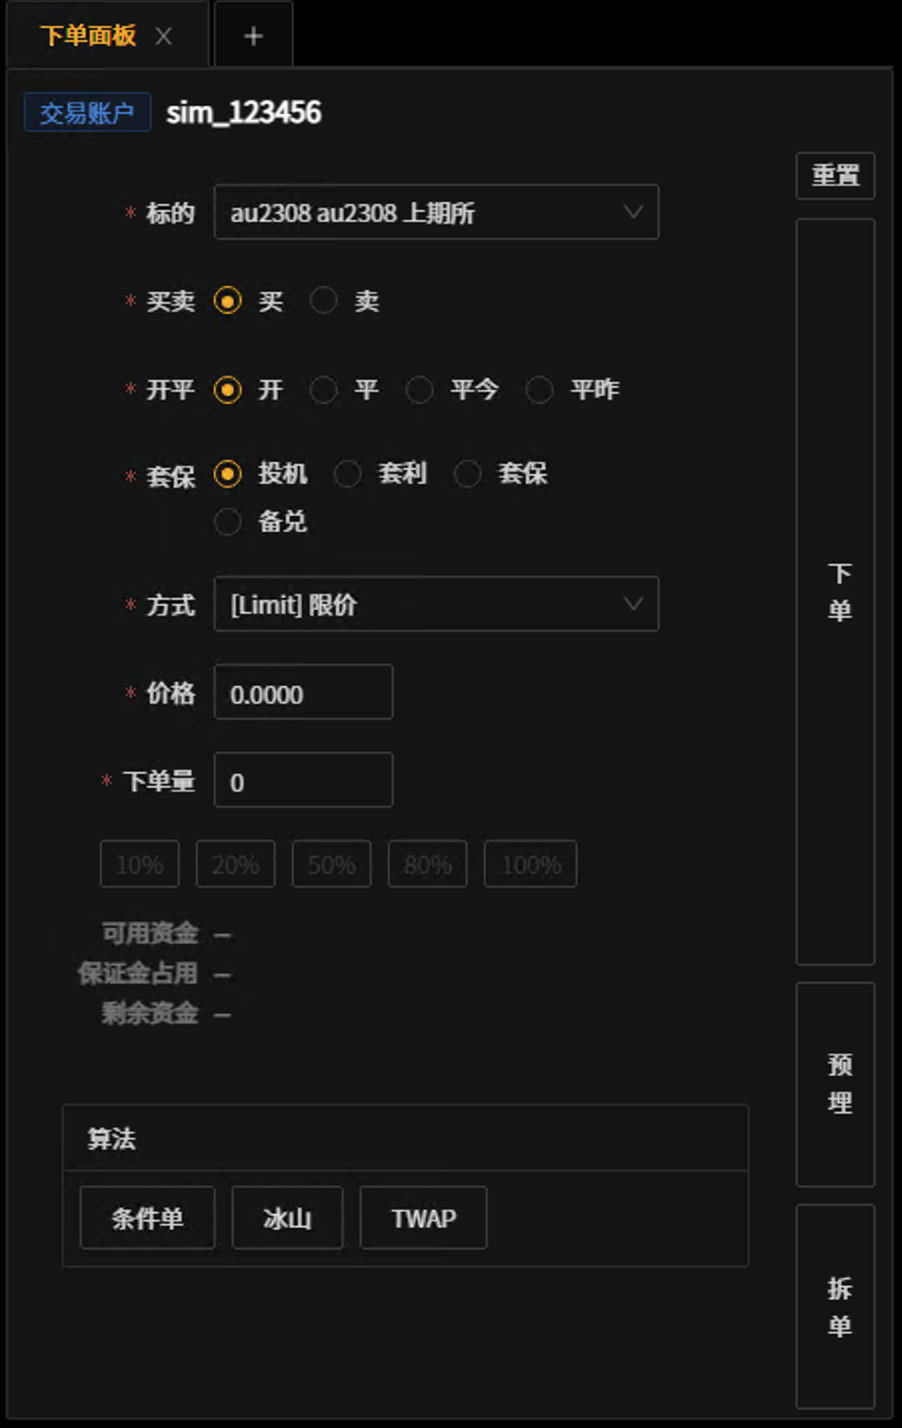 下单面板 ×
+
交易账户 sim_123456
重置
* 标的 au2308 au2308 上期所
* 买卖 买 卖
* 开平 开 平 平今 平昨
* 套保 投机 套利 套保
备兑
下
单
* 方式 [Limit] 限价
* 价格 0.0000
* 下单量 0
10% 20% 50% 80% 100%
可用资金 –
保证金占用 –
剩余资金 –
预
埋
算法
条件单 冰山 TWAP
拆
单